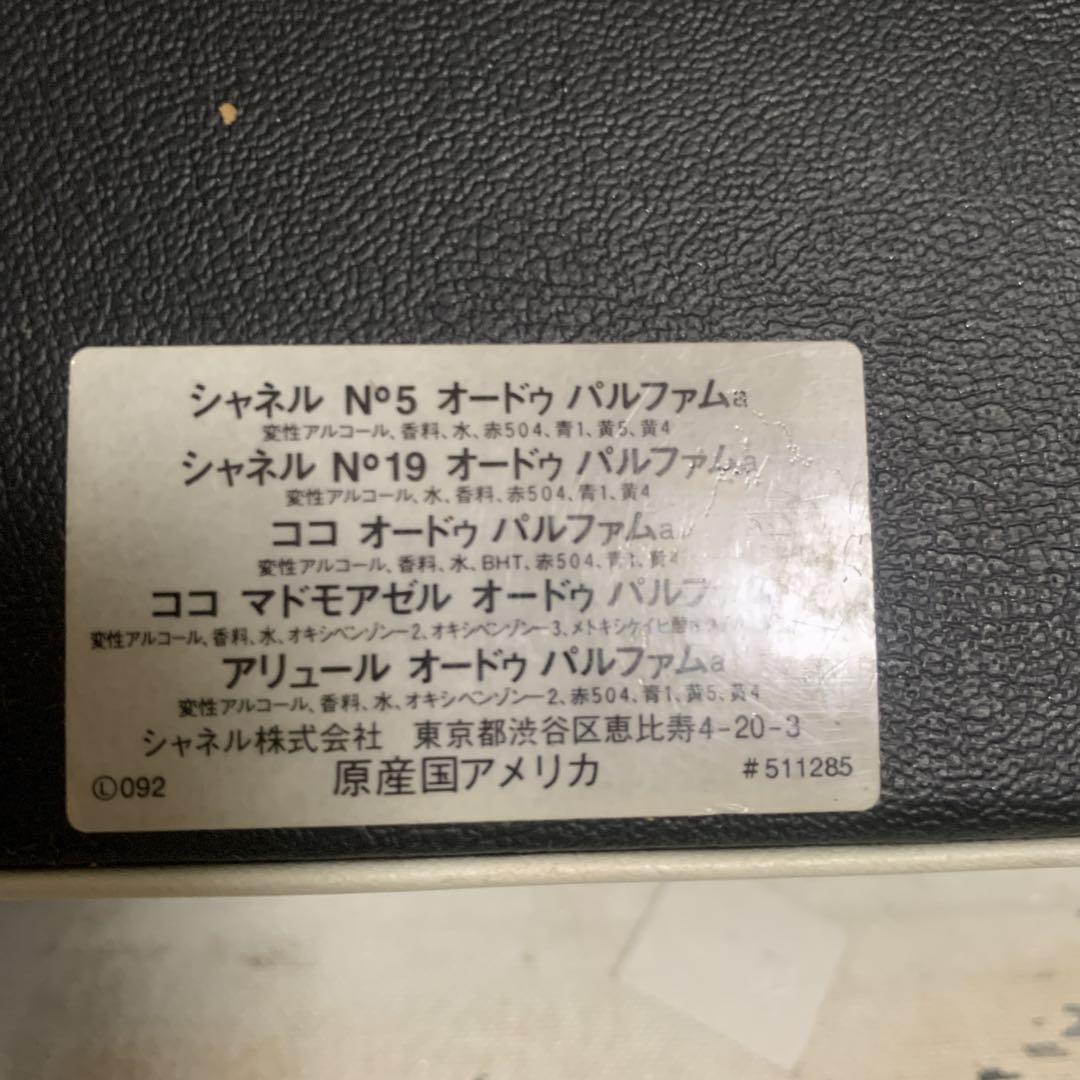 シャネル Nº5 オードゥ パルファムa
変性アルコール、香料、水、赤504、青1、黄5、黄4
シャネル Nº19 オードゥ パルファムa
変性アルコール、水、香料、赤504、青1、黄4
ココ オードゥ パルファムa
変性アルコール、香料、水、BHT、赤504、青1、黄4
ココ マドモアゼル オードゥ パルフ
変性アルコール、香料、水、オキシベンゾン-2、オキシベンゾン-3、メトキシケイヒ酸
アリュール オードゥ パルファムa
変性アルコール、香料、水、オキシベンゾン-2、赤504、青1、黄5、黄4
シャネル株式会社 東京都渋谷区恵比寿4-20-3
Ⓛ092 原産国アメリカ #511285